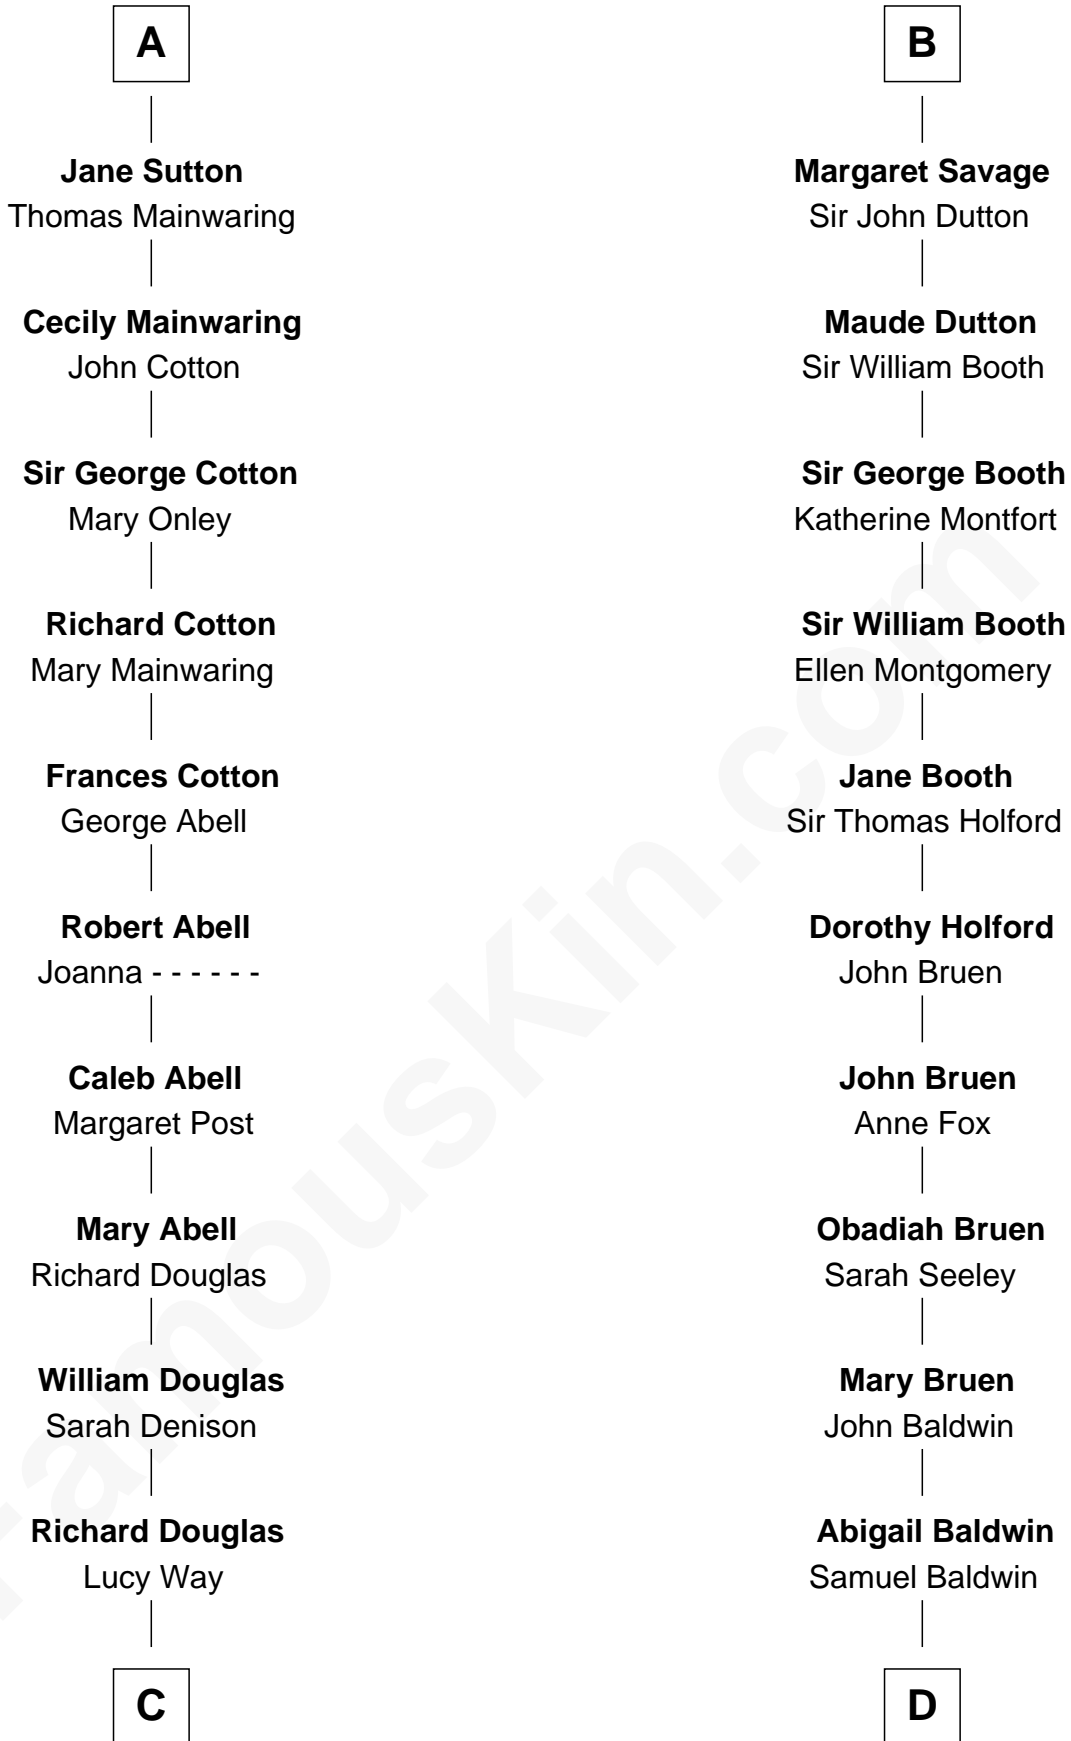 A
Jane Sutton
Thomas Mainwaring
Cecily Mainwaring
John Cotton
Sir George Cotton
Mary Onley
Richard Cotton
Mary Mainwaring
Frances Cotton
George Abell
Robert Abell
Joanna - - - - - -
Caleb Abell
Margaret Post
Mary Abell
Richard Douglas
William Douglas
Sarah Denison
Richard Douglas
Lucy Way
C
B
Margaret Savage
Sir John Dutton
Maude Dutton
Sir William Booth
Sir George Booth
Katherine Montfort
Sir William Booth
Ellen Montgomery
Jane Booth
Sir Thomas Holford
Dorothy Holford
John Bruen
John Bruen
Anne Fox
Obadiah Bruen
Sarah Seeley
Mary Bruen
John Baldwin
Abigail Baldwin
Samuel Baldwin
D
FamousKin.com